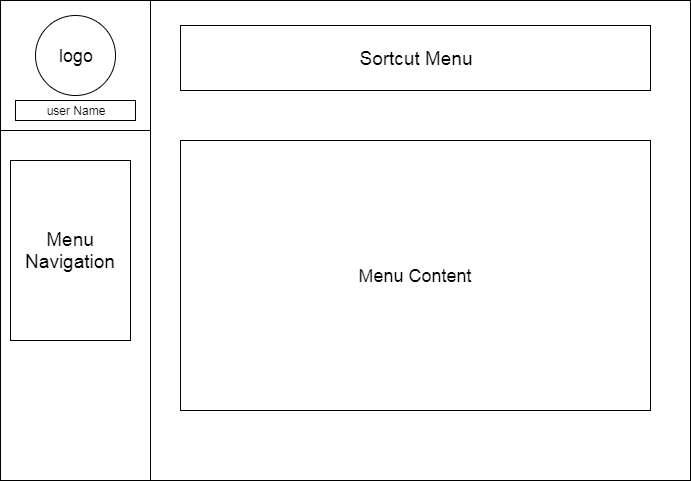 logo
user Name
Menu
Navigation
Sortcut Menu
Menu Content